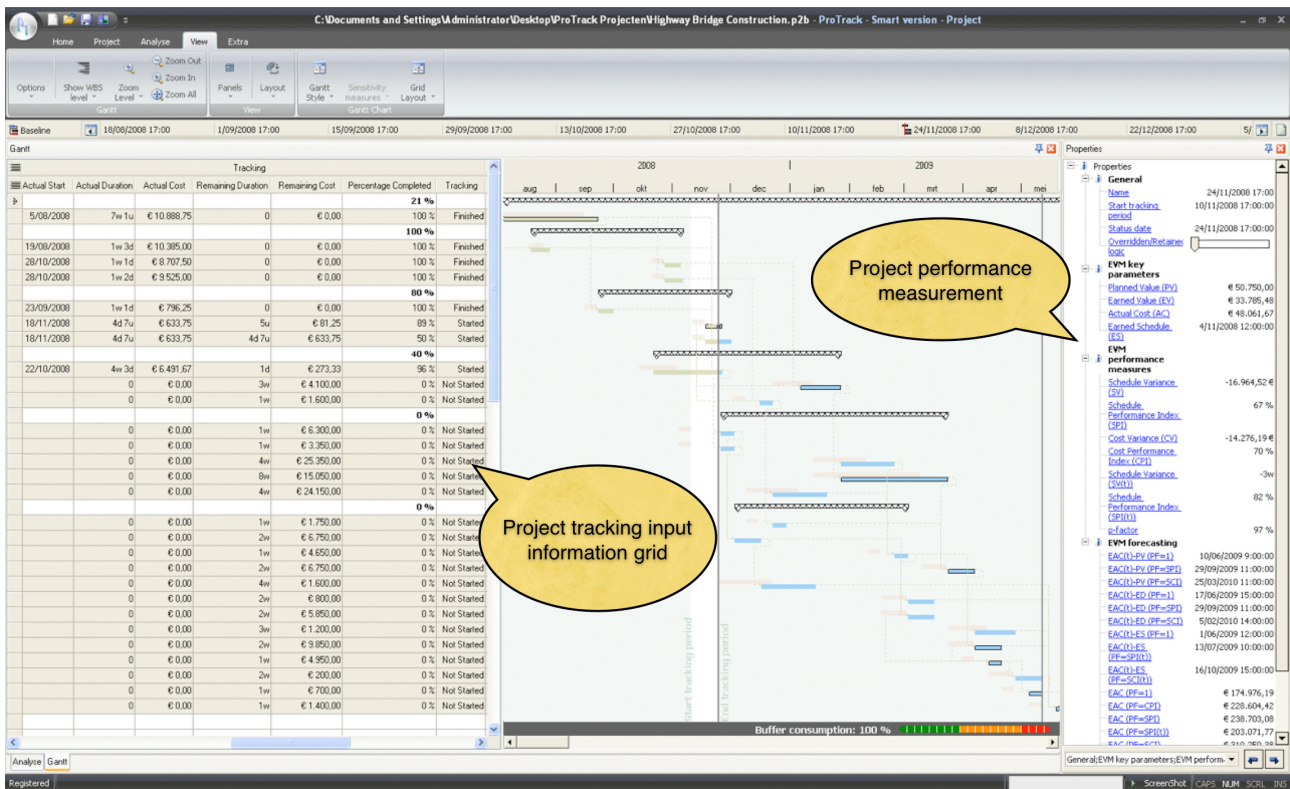 C:\Documents and Settings\Administrator\Desktop\ProTrack Projecten\Highway Bridge Construction.p2b - ProTrack - Smart version - Project
Home Project Analyse View Extra
Options
Show WBS level
Zoom Level
Zoom Out
Zoom In
Zoom All
Panels
Layout
Gantt Style
Sensitivity measures
Grid Layout
Gantt View Gantt Chart
Baseline 18/08/2008 17:00 1/09/2008 17:00 15/09/2008 17:00 29/09/2008 17:00 13/10/2008 17:00 27/10/2008 17:00 10/11/2008 17:00 24/11/2008 17:00 8/12/2008 17:00 22/12/2008 17:00 5/
Gantt
Tracking
Actual Start Actual Duration Actual Cost Remaining Duration Remaining Cost Percentage Completed Tracking
21 %
5/08/2008 7w 1u € 10.888,75 0 € 0,00 100 % Finished
100 %
19/08/2008 1w 3d € 10.385,00 0 € 0,00 100 % Finished
28/10/2008 1w 1d € 8.707,50 0 € 0,00 100 % Finished
28/10/2008 1w 2d € 9.525,00 0 € 0,00 100 % Finished
80 %
23/09/2008 1w 1d € 796,25 0 € 0,00 100 % Finished
18/11/2008 4d 7u € 633,75 5u € 81,25 89 % Started
18/11/2008 4d 7u € 633,75 4d 7u € 633,75 50 % Started
40 %
22/10/2008 4w 3d € 6.491,67 1d € 273,33 96 % Started
0 € 0,00 3w € 4.100,00 0 % Not Started
0 € 0,00 1w € 1.600,00 0 % Not Started
0 %
0 € 0,00 1w € 6.300,00 0 % Not Started
0 € 0,00 1w € 3.350,00 0 % Not Started
0 € 0,00 4w € 25.350,00 0 % Not Started
0 € 0,00 8w € 15.050,00 0 % Not Started
0 € 0,00 4w € 24.150,00 0 % Not Started
0 %
0 € 0,00 1w € 1.750,00 0 % Not Started
0 € 0,00 2w € 6.750,00 0 % Not
0 € 0,00 1w € 4.650,00 0 % Not
0 € 0,00 2w € 6.750,00 0 % Not
0 € 0,00 4w € 1.600,00 0 % Not Started
0 € 0,00 2w € 800,00 0 % Not Started
0 € 0,00 2w € 5.850,00 0 % Not Started
0 € 0,00 3w € 1.200,00 0 % Not Started
0 € 0,00 2w € 9.850,00 0 % Not Started
0 € 0,00 1w € 4.950,00 0 % Not Started
0 € 0,00 2w € 200,00 0 % Not Started
0 € 0,00 1w € 700,00 0 % Not Started
0 € 0,00 1w € 1.400,00 0 % Not Started
2008 2009
aug sep okt nov dec jan feb mrt apr mei
Project performance
measurement
Project tracking input
information grid
Start tracking period
End tracking period
Buffer consumption: 100 %
Properties
Properties
General
Name 24/11/2008 17:00
Start tracking period 10/11/2008 17:00:00
Status date 24/11/2008 17:00:00
Overridden/Retained logic
EVM key parameters
Planned Value (PV) € 50.750,00
Earned Value (EV) € 33.785,48
Actual Cost (AC) € 48.061,67
Earned Schedule (ES) 4/11/2008 12:00:00
EVM performance measures
Schedule Variance (SV) -16.964,52 €
Schedule Performance Index (SPI) 67 %
Cost Variance (CV) -14.276,19 €
Cost Performance Index (CPI) 70 %
Schedule Variance (SV(t)) -3w
Schedule Performance Index (SPI(t)) 82 %
p-factor 97 %
EVM forecasting
EAC(t)-PV (PF=1) 10/06/2009 9:00:00
EAC(t)-PV (PF=SPI) 29/09/2009 11:00:00
EAC(t)-PV (PF=SCI) 25/03/2010 11:00:00
EAC(t)-ED (PF=1) 17/06/2009 15:00:00
EAC(t)-ED (PF=SPI) 29/09/2009 11:00:00
EAC(t)-ED (PF=SCI) 5/02/2010 14:00:00
EAC(t)-ES (PF=1) 1/06/2009 12:00:00
EAC(t)-ES (PF=SPI(t)) 13/07/2009 10:00:00
EAC(t)-ES (PF=SCI(t)) 16/10/2009 15:00:00
EAC (PF=1) € 174.976,19
EAC (PF=CPI) € 228.604,42
EAC (PF=SPI) € 238.703,08
EAC (PF=SPI(t)) € 203.071,77
EAC (PF=SCI) € 310.259,38
General;EVM key parameters;EVM perform.
Analyse Gantt
Registered
ScreenShot CAPS NUM SCRL INS